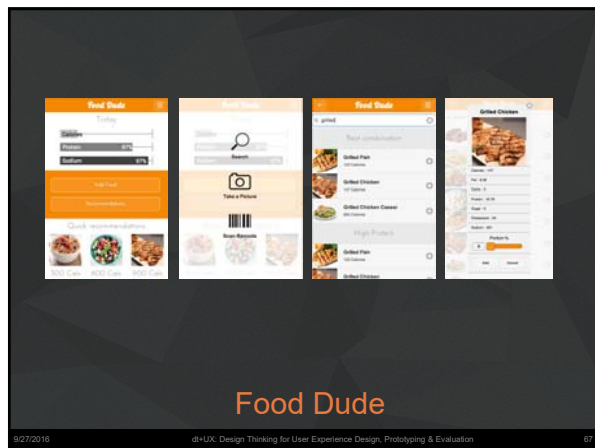 Food Dude
Today
Calories
Protein 67%
Sodium 67%
Add Food
Recommendations
Quick recommendations
300 Cals 400 Cals 900 Cals
Food Dude
Search
Take a Picture
Scan Barcode
Food Dude
grilled
Best combination
Grilled Pain
Grilled Chicken
Grilled Chicken Caesar
High Protein
Grilled Pain
Grilled Chicken
Grilled Chicken
Portion %
Add Cancel
Food Dude
9/27/2016
dt+UX: Design Thinking for User Experience Design, Prototyping & Evaluation
67